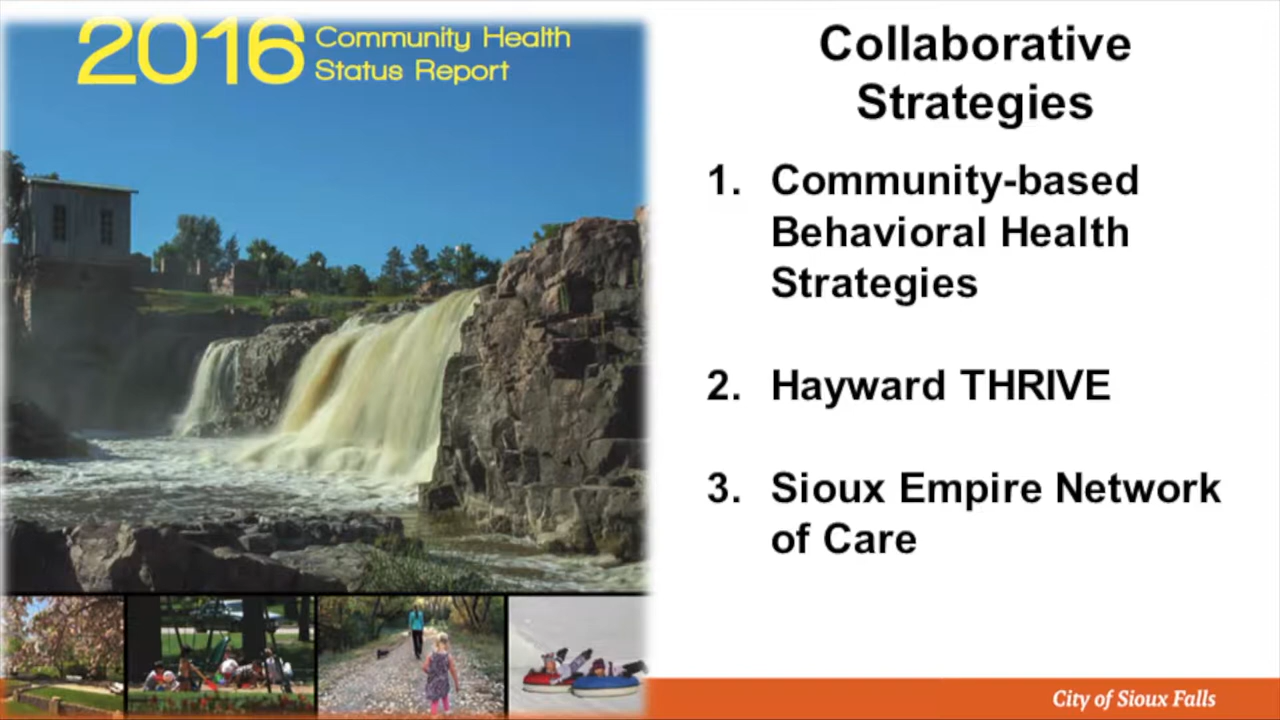 2016 Community Health
Status Report
Collaborative
Strategies
1. Community-based
Behavioral Health
Strategies
2. Hayward THRIVE
3. Sioux Empire Network
of Care
City of Sioux Falls